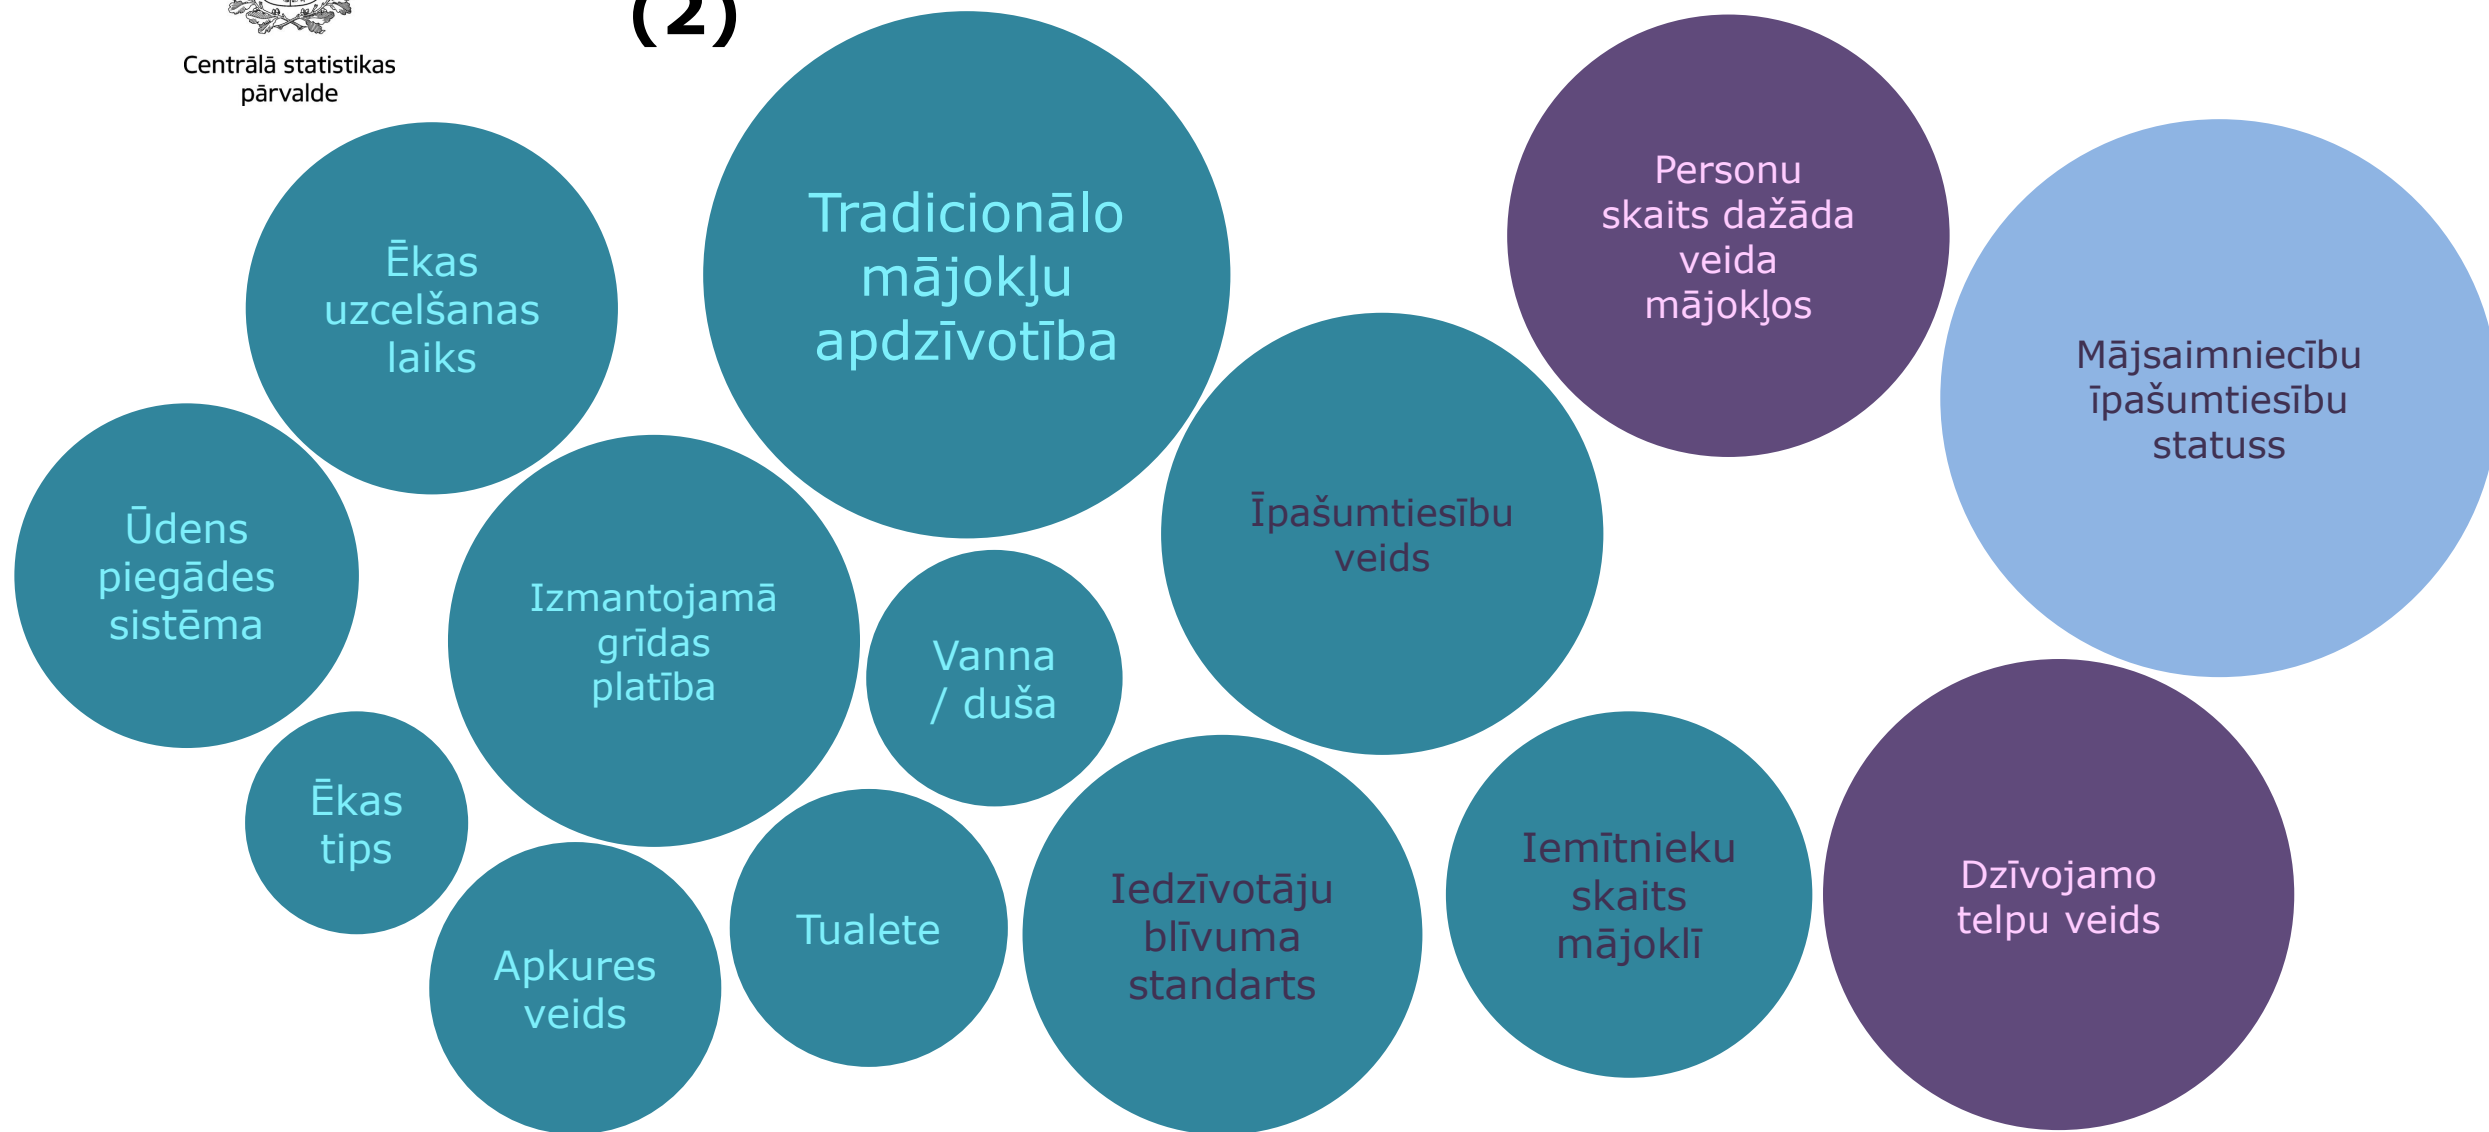 (2)
Centrālā statistikas
pārvalde
Tradicionālo
mājokļu
apdzīvotība
Personu
skaits dažāda
veida
mājokļos
Ēkas
uzcelšanas
laiks
Mājsaimniecību
īpašumtiesību
statuss
Īpašumtiesību
veids
Ūdens
piegādes
sistēma
Izmantojamā
grīdas
platība
Vanna
/ duša
Ēkas
tips
Apkures
veids
Tualete
Iedzīvotāju
blīvuma
standarts
Iemītnieku
skaits
mājoklī
Dzīvojamo
telpu veids